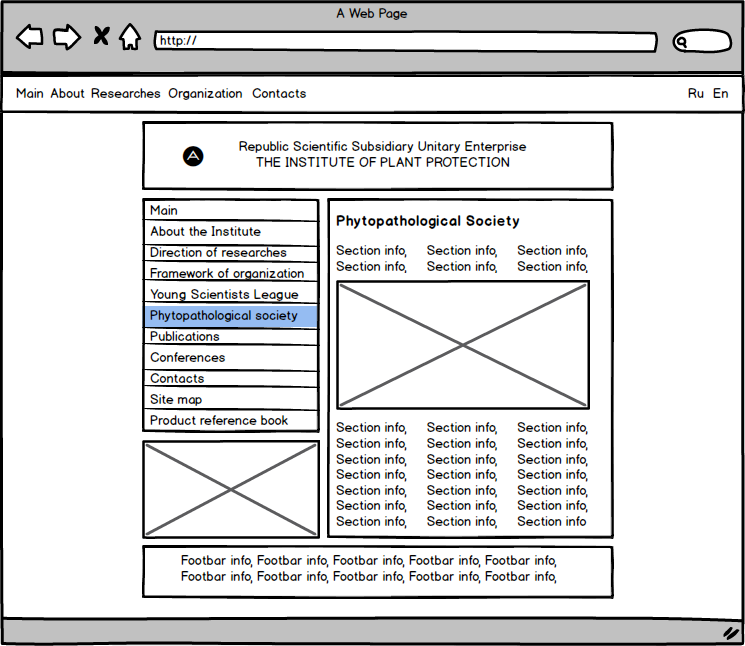 A Web Page
http://
Main About Researches Organization Contacts Ru En
Republic Scientific Subsidiary Unitary Enterprise
THE INSTITUTE OF PLANT PROTECTION
Main
About the Institute
Direction of researches
Framework of organization
Young Scientists League
Phytopathological society
Publications
Conferences
Contacts
Site map
Product reference book
Phytopathological Society
Section info, Section info, Section info,
Section info, Section info, Section info,
Section info, Section info, Section info,
Section info, Section info, Section info,
Section info, Section info, Section info,
Section info, Section info, Section info,
Section info, Section info, Section info,
Section info, Section info, Section info,
Section info, Section info, Section info
Footbar info, Footbar info, Footbar info, Footbar info, Footbar info,
Footbar info, Footbar info, Footbar info, Footbar info, Footbar info,